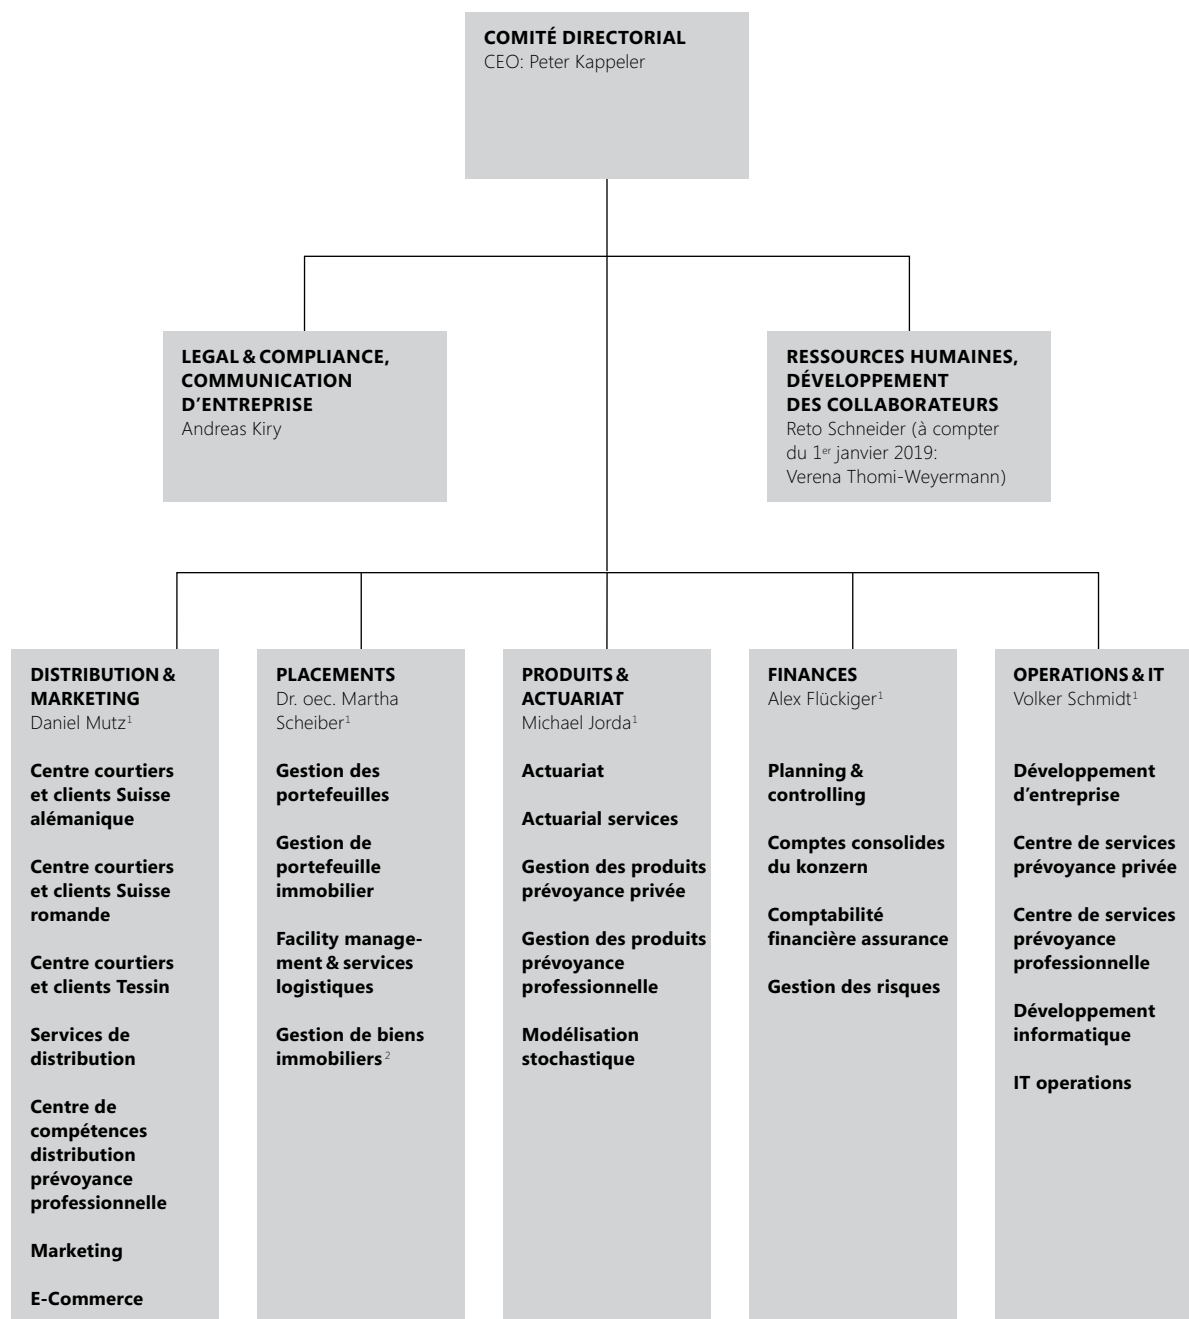 COMITÉ DIRECTORIAL
CEO: Peter Kappeler
LEGAL & COMPLIANCE,
COMMUNICATION
D'ENTREPRISE
Andreas Kiry
RESSOURCES HUMAINES,
DÉVELOPPEMENT
DES COLLABORATEURS
Reto Schneider (à compter
du 1er janvier 2019:
Verena Thomi-Weyermann)
DISTRIBUTION &
MARKETING
Daniel Mutz1
Centre courtiers
et clients Suisse
alémanique
Centre courtiers
et clients Suisse
romande
Centre courtiers
et clients Tessin
Services de
distribution
Centre de
compétences
distribution
prévoyance
professionnelle
Marketing
E-Commerce
PLACEMENTS
Dr. oec. Martha
Scheiber1
Gestion des
portefeuilles
Gestion de
portefeuille
immobilier
Facility manage-
ment & services
logistiques
Gestion de biens
immobiliers2
PRODUITS &
ACTUARIAT
Michael Jorda1
Actuariat
Actuarial services
Gestion des produits
prévoyance privée
Gestion des produits
prévoyance
professionnelle
Modélisation
stochastique
FINANCES
Alex Flückiger1
Planning &
controlling
Comptes consolides
du konzern
Comptabilité
financière assurance
Gestion des risques
OPERATIONS & IT
Volker Schmidt1
Développement
d'entreprise
Centre de services
prévoyance privée
Centre de services
prévoyance
professionnelle
Développement
informatique
IT operations